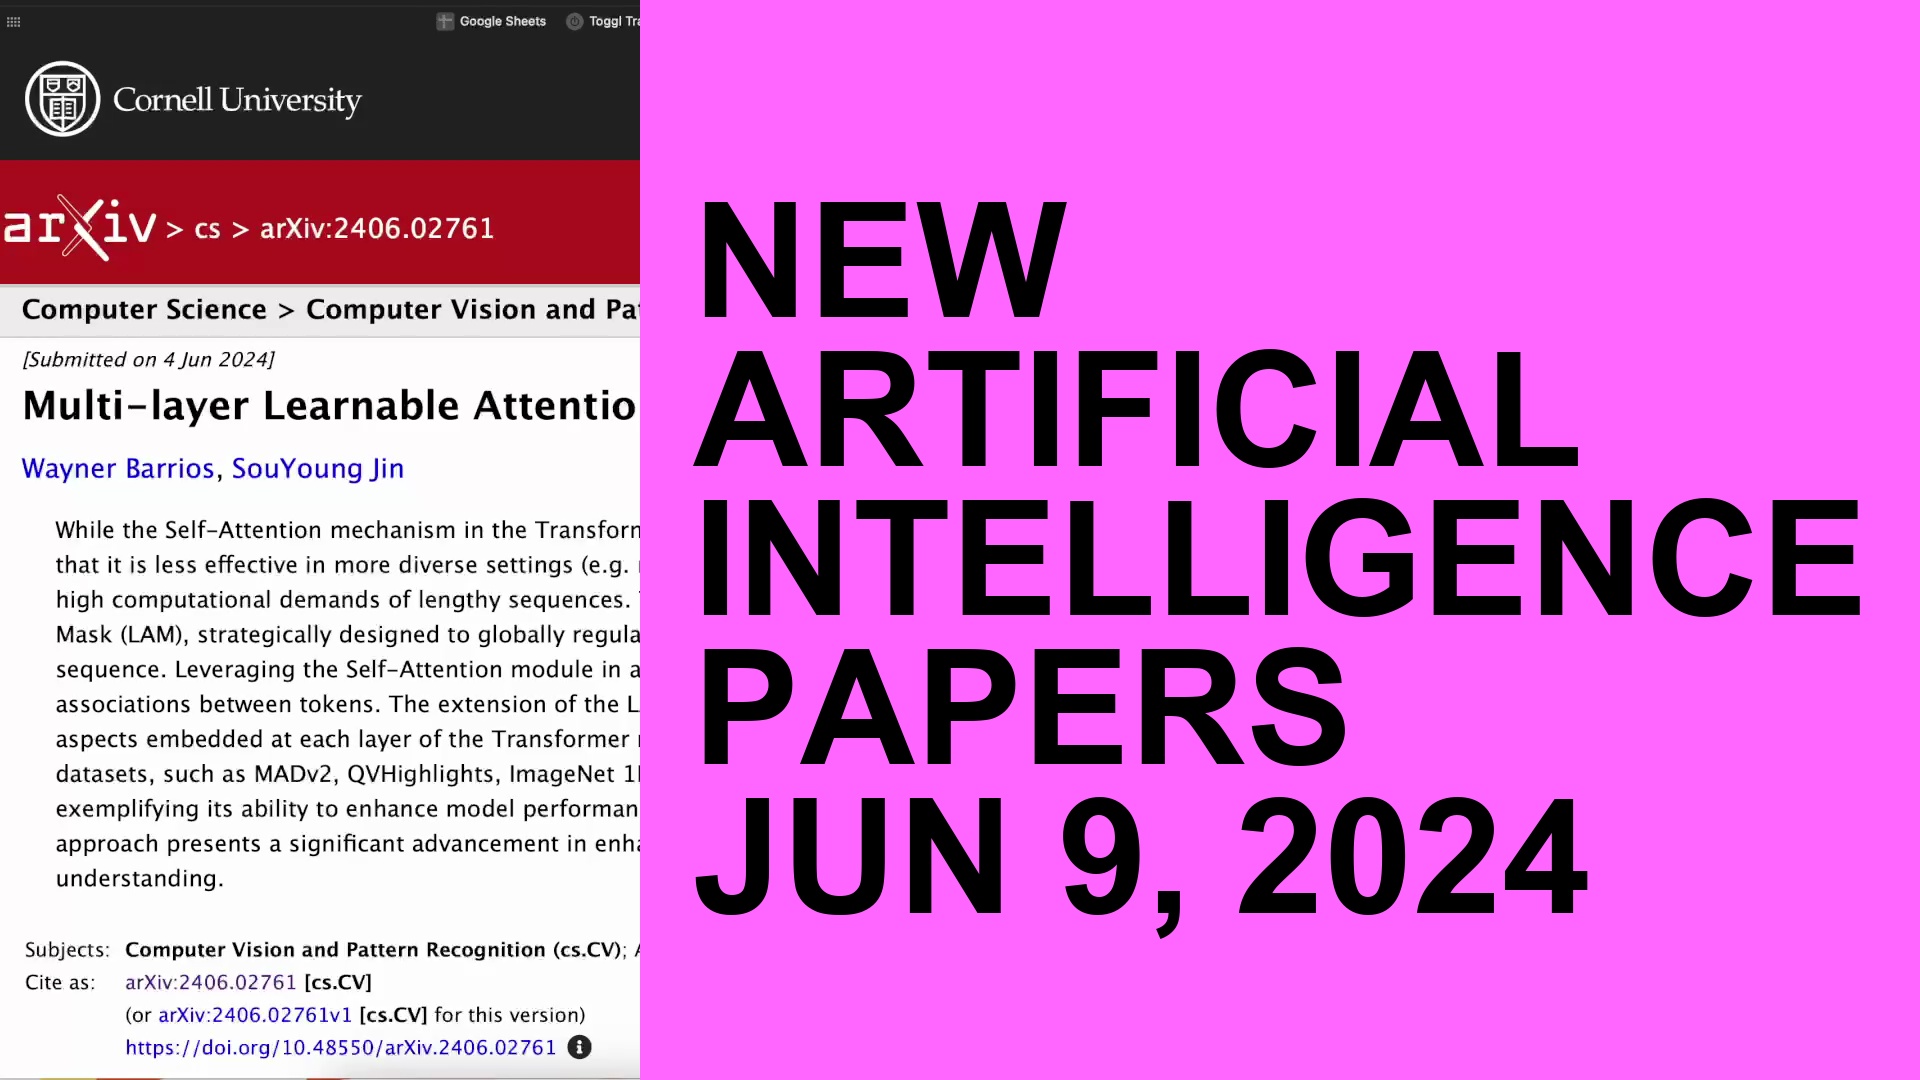 Google Sheets Toggl Tra
Cornell University
arXiv > cs > arXiv:2406.02761
Computer Science > Computer Vision and Pa
[Submitted on 4 Jun 2024]
Multi-layer Learnable Attentio
Wayner Barrios, SouYoung Jin
While the Self-Attention mechanism in the Transforn
that it is less effective in more diverse settings (e.g.
high computational demands of lengthy sequences.
Mask (LAM), strategically designed to globally regula
sequence. Leveraging the Self-Attention module in a
associations between tokens. The extension of the L
aspects embedded at each layer of the Transformer
datasets, such as MADv2, QVHighlights, ImageNet 1
exemplifying its ability to enhance model performan
approach presents a significant advancement in enha
understanding.
Subjects: Computer Vision and Pattern Recognition (cs.CV);
Cite as: arXiv:2406.02761 [cs.CV]
(or arXiv:2406.02761v1 [cs.CV] for this version)
https://doi.org/10.48550/arXiv.2406.02761
NEW
ARTIFICIAL
INTELLIGENCE
PAPERS
JUN 9, 2024